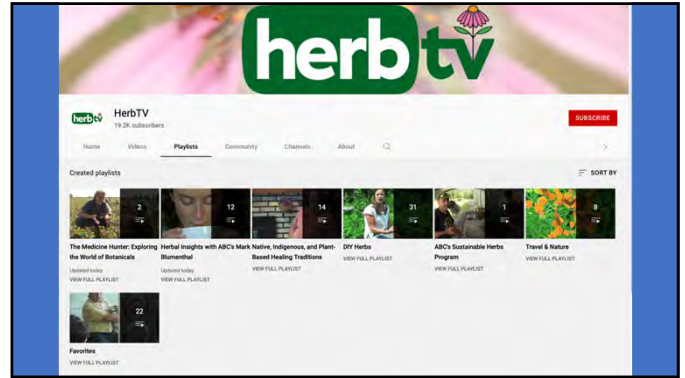 herb tv
herb tv
HerbTV
19.2K subscribers
SUBSCRIBE
Home Videos Playlists Community Channels About
Created playlists
SORT BY
2
12
14
31
1
8
The Medicine Hunter: Exploring
the World of Botanicals
Updated today
VIEW FULL PLAYLIST
Herbal Insights with ABC's Mark
Blumenthal
Updated today
VIEW FULL PLAYLIST
Native, Indigenous, and Plant-
Based Healing Traditions
VIEW FULL PLAYLIST
DIY Herbs
VIEW FULL PLAYLIST
ABC's Sustainable Herbs
Program
VIEW FULL PLAYLIST
Travel & Nature
VIEW FULL PLAYLIST
22
Favorites
VIEW FULL PLAYLIST